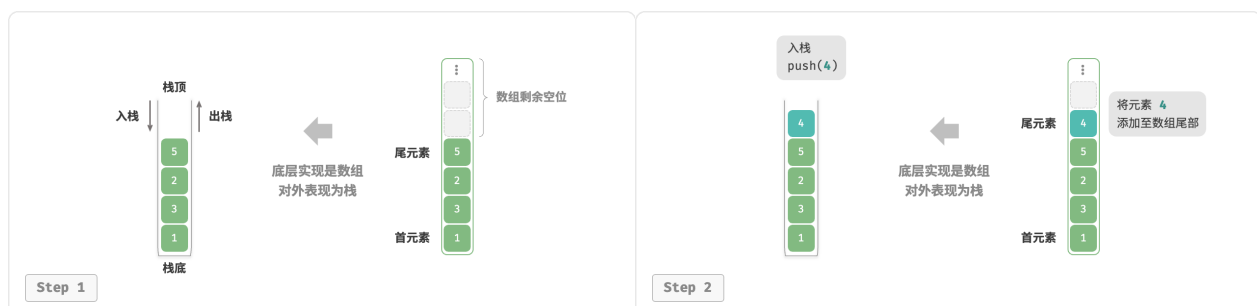 栈顶
入栈
出栈
5
2
3
1
栈底
底层实现是数组
对外表现为栈
⋮
数组剩余空位
尾元素
5
2
3
首元素
1
Step 1
入栈
push(4)
4
5
2
3
1
底层实现是数组
对外表现为栈
⋮
尾元素
4
将元素 4
添加至数组尾部
5
2
3
首元素
1
Step 2